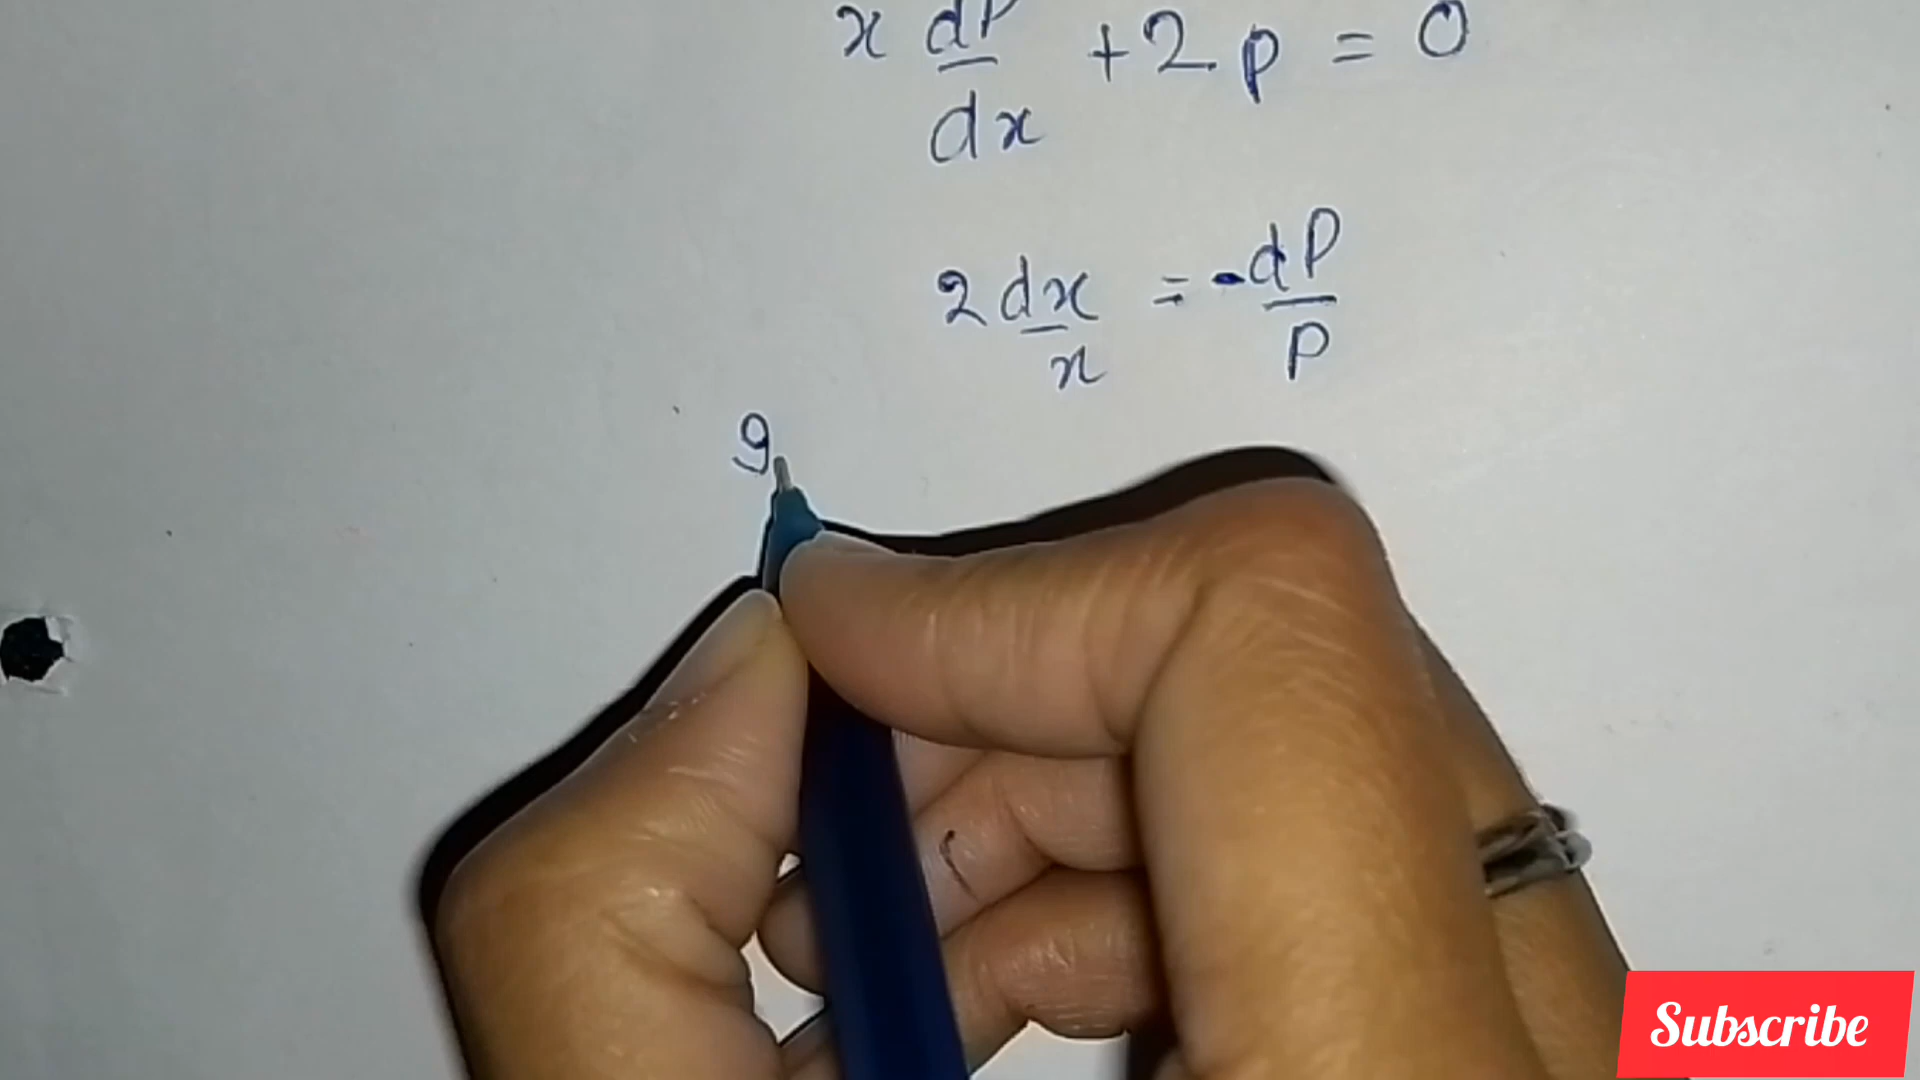 x dP/dx + 2p = 0
2 dx/x = - dP/P
g
Subscribe